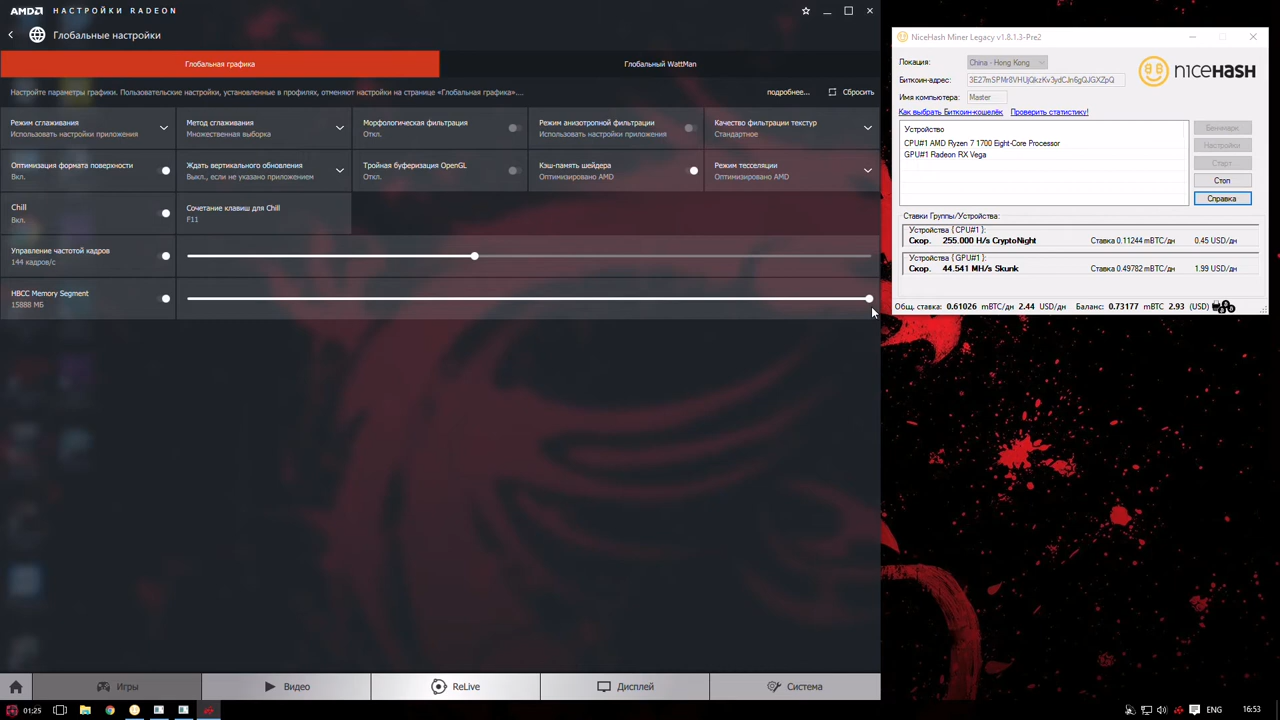 AMD НАСТРОЙКИ RADEON
Глобальные настройки
Глобальная графика
Глобальный WattMan
Настройте параметры графики. Пользовательские настройки, установленные в профилях, отменяют настройки на странице «Глобальная графика»....
подробнее...
Сбросить
Режим сглаживания
Использовать настройки приложения
Метод сглаживания
Множественная выборка
Морфологическая фильтрация
Откл.
Режим анизотропной фильтрации
Использовать настройки приложения
Качество фильтрации текстур
Стандартное
Оптимизация формата поверхности
Вкл.
Ждать вертикального обновления
Выкл., если не указано приложением
Тройная буферизация OpenGL
Откл.
Кэш-память шейдера
Оптимизировано AMD
Режим тесселяции
Оптимизировано AMD
Chill
Вкл.
Сочетание клавиш для Chill
F11
Управление частотой кадров
144 кадров/с
HBCC Memory Segment
15888 МБ
Игры
Видео
ReLive
Дисплей
Система
NiceHash Miner Legacy v1.8.1.3-Pre2
Локация:
China - Hong Kong
Биткоин-адрес:
3E27mSPMr8VHUjQkzKv3ydCJn6gQJGXZpQ
Имя компьютера:
Master
NICEHASH
Как выбрать Биткоин-кошелёк
Проверить статистику!
Устройство
CPU#1 AMD Ryzen 7 1700 Eight-Core Processor
GPU#1 Radeon RX Vega
Бенчмарк
Настройки
Старт
Стоп
Справка
Ставки Группы/Устройства:
Устройства { CPU#1 }:
Скор. 255.000 H/s CryptoNight Ставка 0.11244 mBTC/дн 0.45 USD/дн
Устройства { GPU#1 }:
Скор. 44.541 MH/s Skunk Ставка 0.49782 mBTC/дн 1.99 USD/дн
Общ. ставка: 0.61026 mBTC/дн 2.44 USD/дн Баланс: 0.73177 mBTC 2.93 (USD)
01:25
ENG
16:53